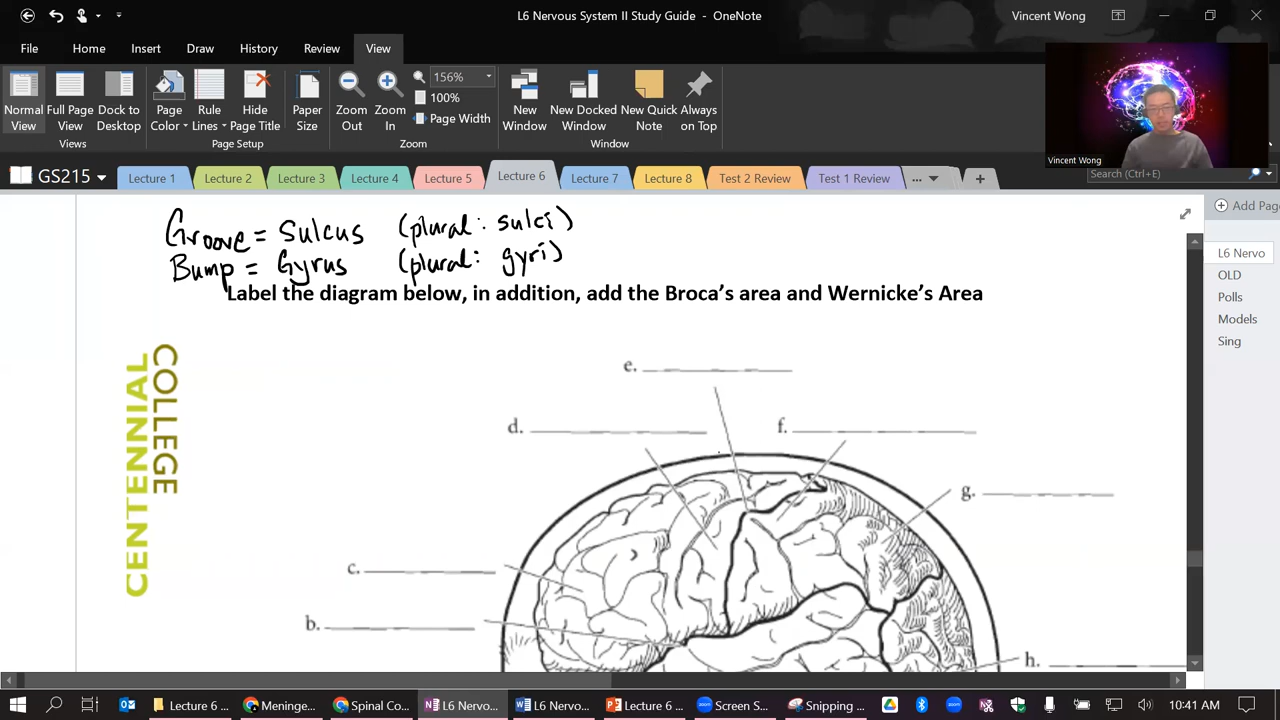 L6 Nervous System II Study Guide - OneNote
Vincent Wong
File Home Insert Draw History Review View
Normal View
Full Page View
Dock to Desktop
Views
Page Color
Rule Lines
Hide Page Title
Paper Size
Page Setup
Zoom Out
Zoom In
156%
100%
Page Width
Zoom
New Window
New Docked Window
New Quick Note
Always on Top
Window
Vincent Wong
GS215
Lecture 1 Lecture 2 Lecture 3 Lecture 4 Lecture 5 Lecture 6 Lecture 7 Lecture 8 Test 2 Review Test 1 Review ...
Search (Ctrl+E)
Add Pag
L6 Nervo
OLD
Polls
Models
Sing
Groove = Sulcus (plural: sulci)
Bump = Gyrus (plural: gyri)
Label the diagram below, in addition, add the Broca's area and Wernicke's Area
CENTENNIAL
COLLEGE
e.
d.
f.
g.
c.
b.
h.
Lecture 6 ... Meninge... Spinal Co... L6 Nervo... L6 Nervo... Lecture 6 ... Screen S... Snipping ... 10:41 AM